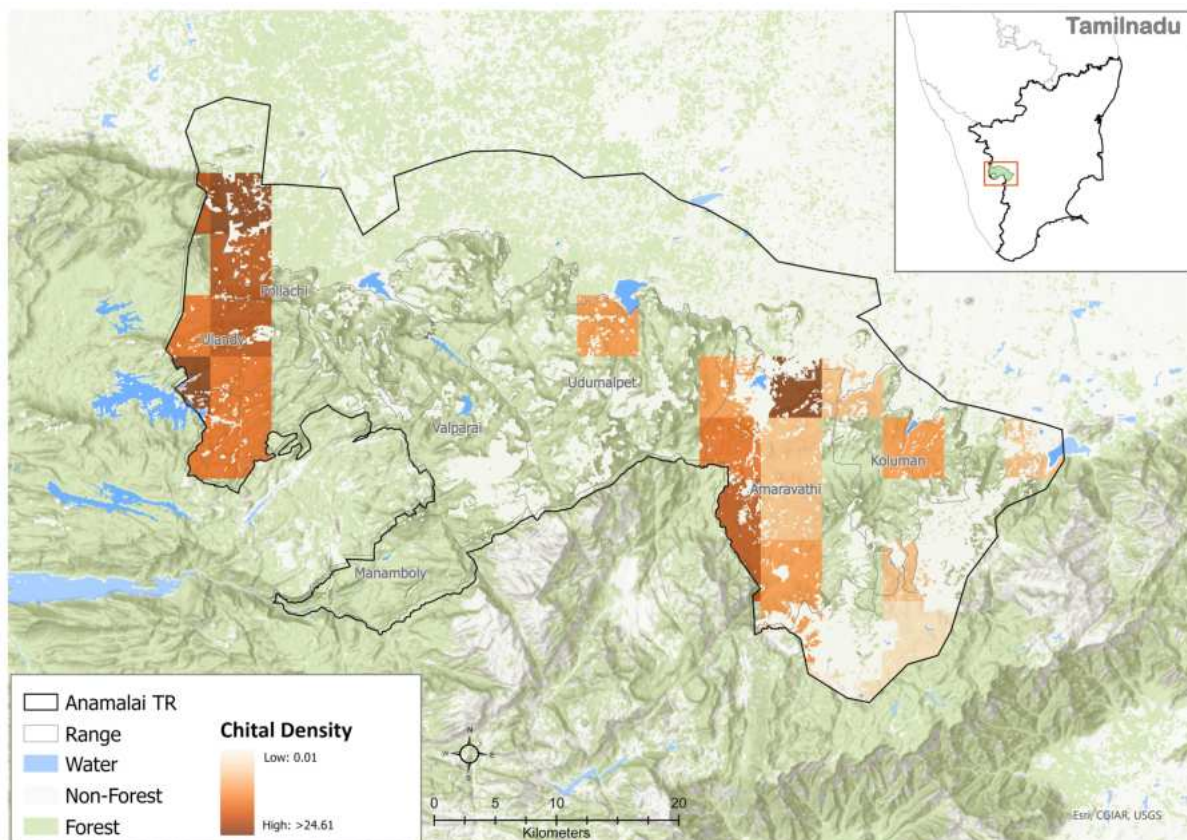 Tamilnadu
Pollachi
Ulandy
Udumalpet
Valparai
Koluman
Amaravathi
Manamboly
Anamalai TR
Range
Water
Non-Forest
Forest
Chital Density
Low: 0.01
High: >24.61
N
W E
S
0 5 10 20
Kilometers
Esri, CGIAR, USGS